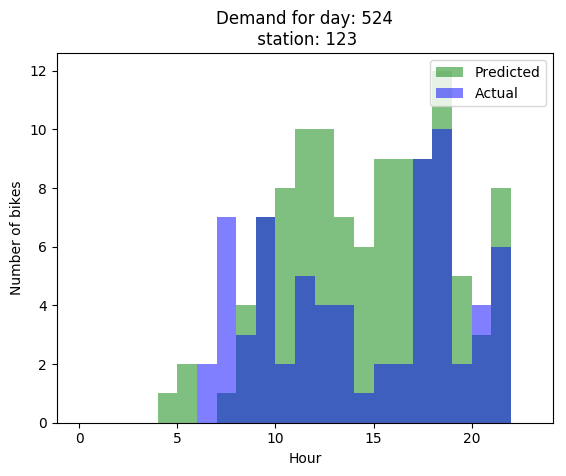 Demand for day: 524
station: 123
Predicted
Actual
12
10
8
6
4
2
0
Number of bikes
0 5 10 15 20
Hour